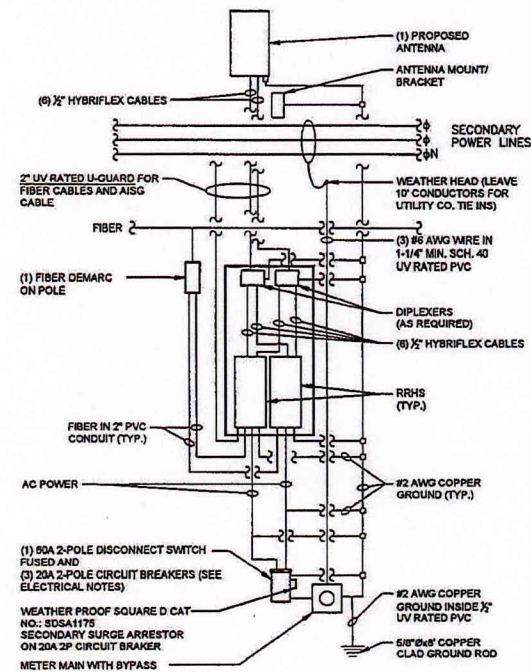 (1) PROPOSED
ANTENNA
ANTENNA MOUNT/
BRACKET
(6) ½" HYBRIFLEX CABLES
ϕ
ϕ
ϕN
SECONDARY
POWER LINES
2" UV RATED U-GUARD FOR
FIBER CABLES AND AISG
CABLE
WEATHER HEAD (LEAVE
10' CONDUCTORS FOR
UTILITY CO. TIE INS)
FIBER
(3) #6 AWG WIRE IN
1-1/4" MIN. SCH. 40
UV RATED PVC
(1) FIBER DEMARC
ON POLE
DIPLEXERS
(AS REQUIRED)
(6) ½" HYBRIFLEX CABLES
RRHS
(TYP.)
FIBER IN 2" PVC
CONDUIT (TYP.)
AC POWER
#2 AWG COPPER
GROUND (TYP.)
(1) 60A 2-POLE DISCONNECT SWITCH
FUSED AND
(3) 20A 2-POLE CIRCUIT BREAKERS (SEE
ELECTRICAL NOTES)
WEATHER PROOF SQUARE D CAT
NO.: SDSA1175
SECONDARY SURGE ARRESTOR
ON 20A 2P CIRCUIT BRAKER
METER MAIN WITH BYPASS
#2 AWG COPPER
GROUND INSIDE ½"
UV RATED PVC
5/8"Øx8' COPPER
CLAD GROUND ROD